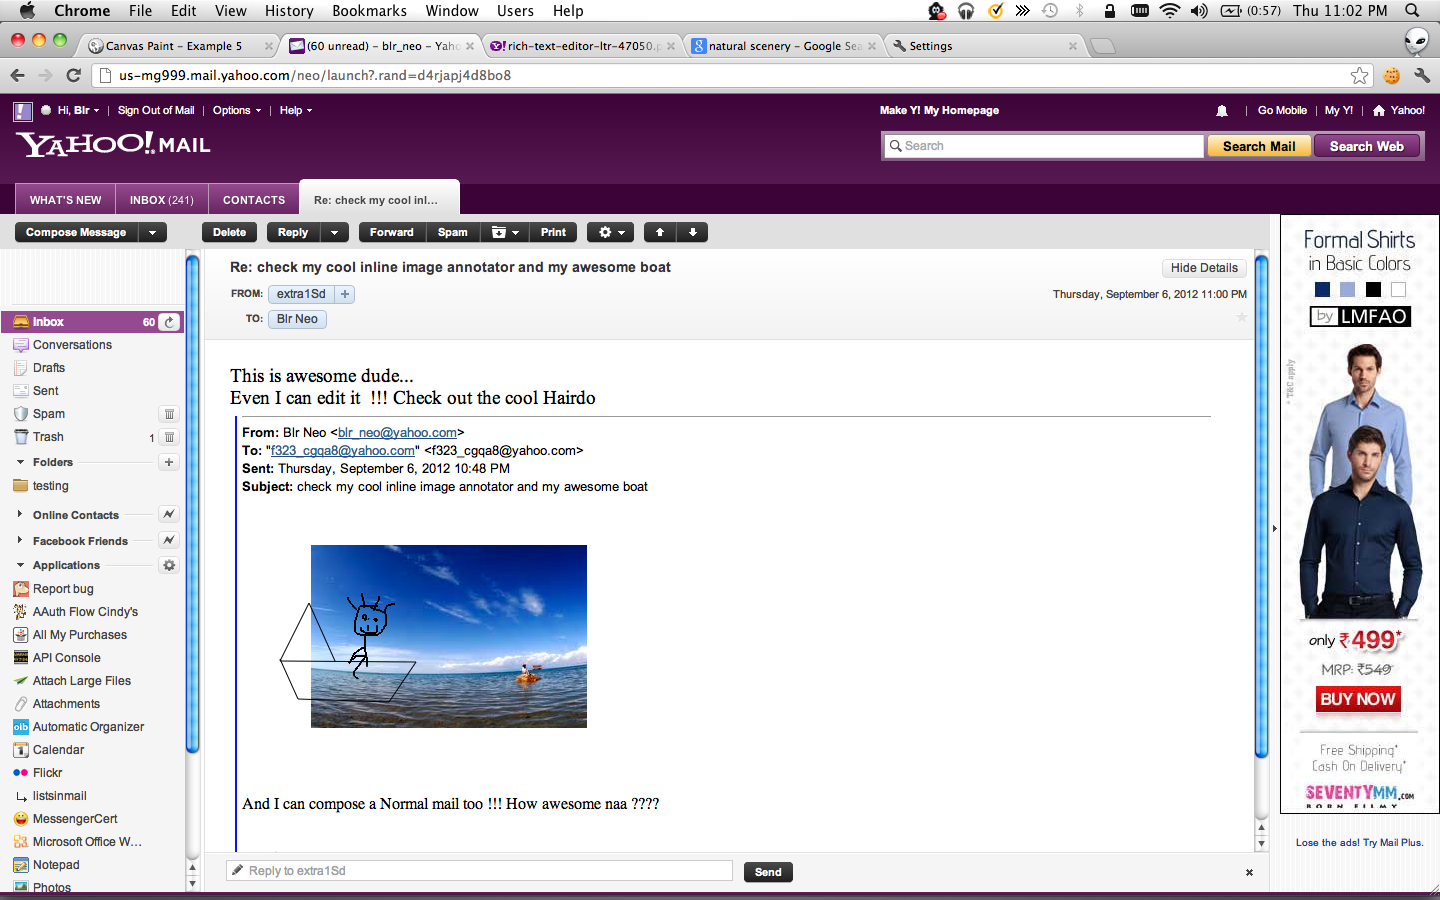 Chrome File Edit View History Bookmarks Window Users Help (0:57) Thu 11:02 PM
Canvas Paint – Example 5 (60 unread) – blr_neo – Yah rich-text-editor-ltr-47050.p natural scenery – Google Sea Settings
us-mg999.mail.yahoo.com/neo/launch?.rand=d4rjapj4d8bo8
Hi, Blr | Sign Out of Mail | Options | Help Make Y! My Homepage | Go Mobile | My Y! | Yahoo!
YAHOO! MAIL Search Search Mail Search Web
WHAT'S NEW INBOX (241) CONTACTS Re: check my cool inl...
Compose Message Delete Reply Forward Spam Print
Re: check my cool inline image annotator and my awesome boat Hide Details
FROM: extra1Sd + Thursday, September 6, 2012 11:00 PM
TO: Blr Neo
Inbox 60
Conversations
Drafts
Sent
Spam
Trash 1
Folders +
testing
Online Contacts
Facebook Friends
Applications
Report bug
AAuth Flow Cindy's
All My Purchases
API Console
Attach Large Files
Attachments
olb Automatic Organizer
Calendar
Flickr
listsinmail
MessengerCert
Microsoft Office W...
Notepad
Photos
This is awesome dude...
Even I can edit it !!! Check out the cool Hairdo
From: Blr Neo <blr_neo@yahoo.com>
To: "f323_cgqa8@yahoo.com" <f323_cgqa8@yahoo.com>
Sent: Thursday, September 6, 2012 10:48 PM
Subject: check my cool inline image annotator and my awesome boat
And I can compose a Normal mail too !!! How awesome naa ????
Reply to extra1Sd Send
Formal Shirts
in Basic Colors
by LMFAO
* T&C apply
only ₹499*
MRP: ₹549
BUY NOW
Free Shipping*
Cash On Delivery*
SEVENTYMM.COM
BORN FILMY
Lose the ads! Try Mail Plus.